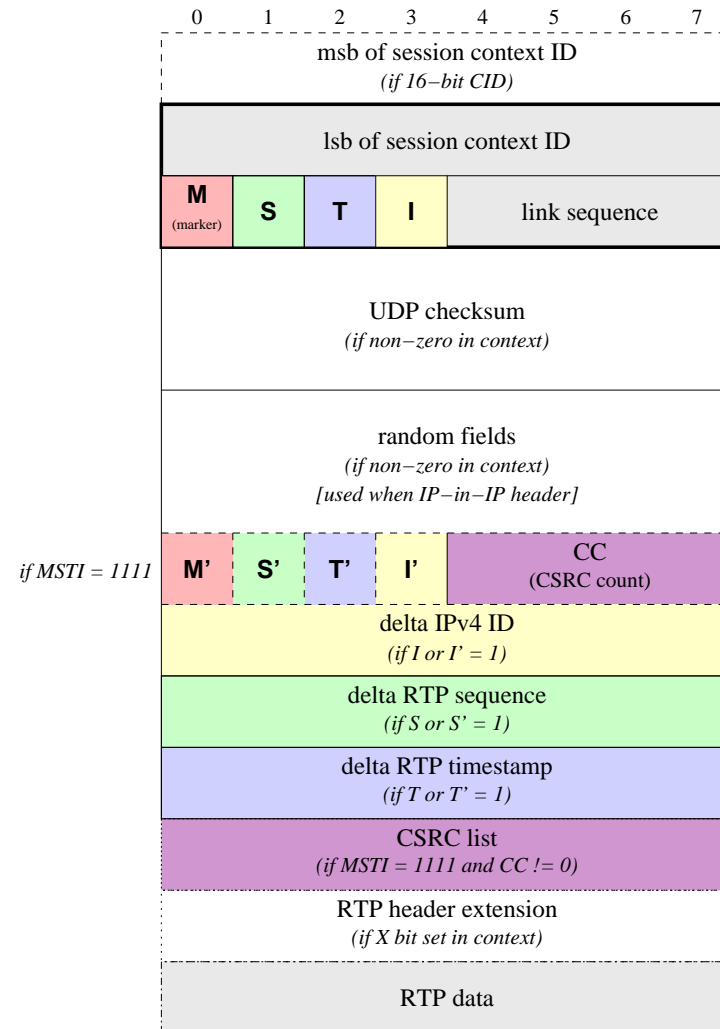 0 1 2 3 4 5 6 7
msb of session context ID
(if 16−bit CID)
lsb of session context ID
M S T I link sequence
(marker)
UDP checksum
(if non−zero in context)
random fields
(if non−zero in context)
[used when IP−in−IP header]
if MSTI = 1111 M' S' T' I' CC
(CSRC count)
delta IPv4 ID
(if I or I' = 1)
delta RTP sequence
(if S or S' = 1)
delta RTP timestamp
(if T or T' = 1)
CSRC list
(if MSTI = 1111 and CC != 0)
RTP header extension
(if X bit set in context)
RTP data